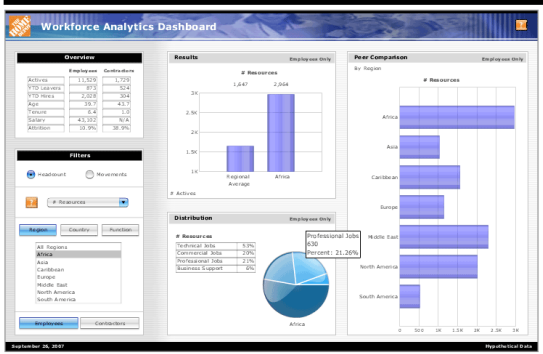 THE HOME DEPOT
Workforce Analytics Dashboard
Overview
Employees Contractors
Actives 11,529 1,729
YTD Leavers 873 524
YTD Hires 2,028 304
Age 39.7 43.7
Tenure 6.4 1.0
Salary 43,102 N/A
Attrition 10.9% 38.9%
Filters
Headcount Movements
# Resources
Region Country Function
All Regions
Africa
Asia
Caribbean
Europe
Middle East
North America
South America
Employees Contractors
Results Employees Only
# Resources
1,647 2,964
3K
2.5K
2K
1.5K
1K
Regional Average Africa
# Actives
Distribution Employees Only
# Resources
Technical Jobs 53%
Commercial Jobs 20%
Professional Jobs 21%
Business Support 6%
Professional Jobs
630
Percent: 21.26%
Africa
Peer Comparison Employees Only
By Region
# Resources
Africa
Asia
Caribbean
Europe
Middle East
North America
South America
0 500 1K 1.5K 2K 2.5K 3K
September 26, 2007 Hypothetical Data